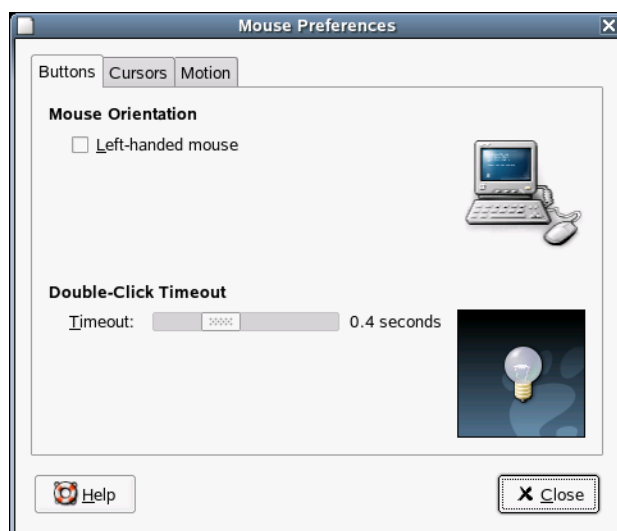 Mouse Preferences
Buttons Cursors Motion
Mouse Orientation
Left-handed mouse
Double-Click Timeout
Timeout: 0.4 seconds
Help Close